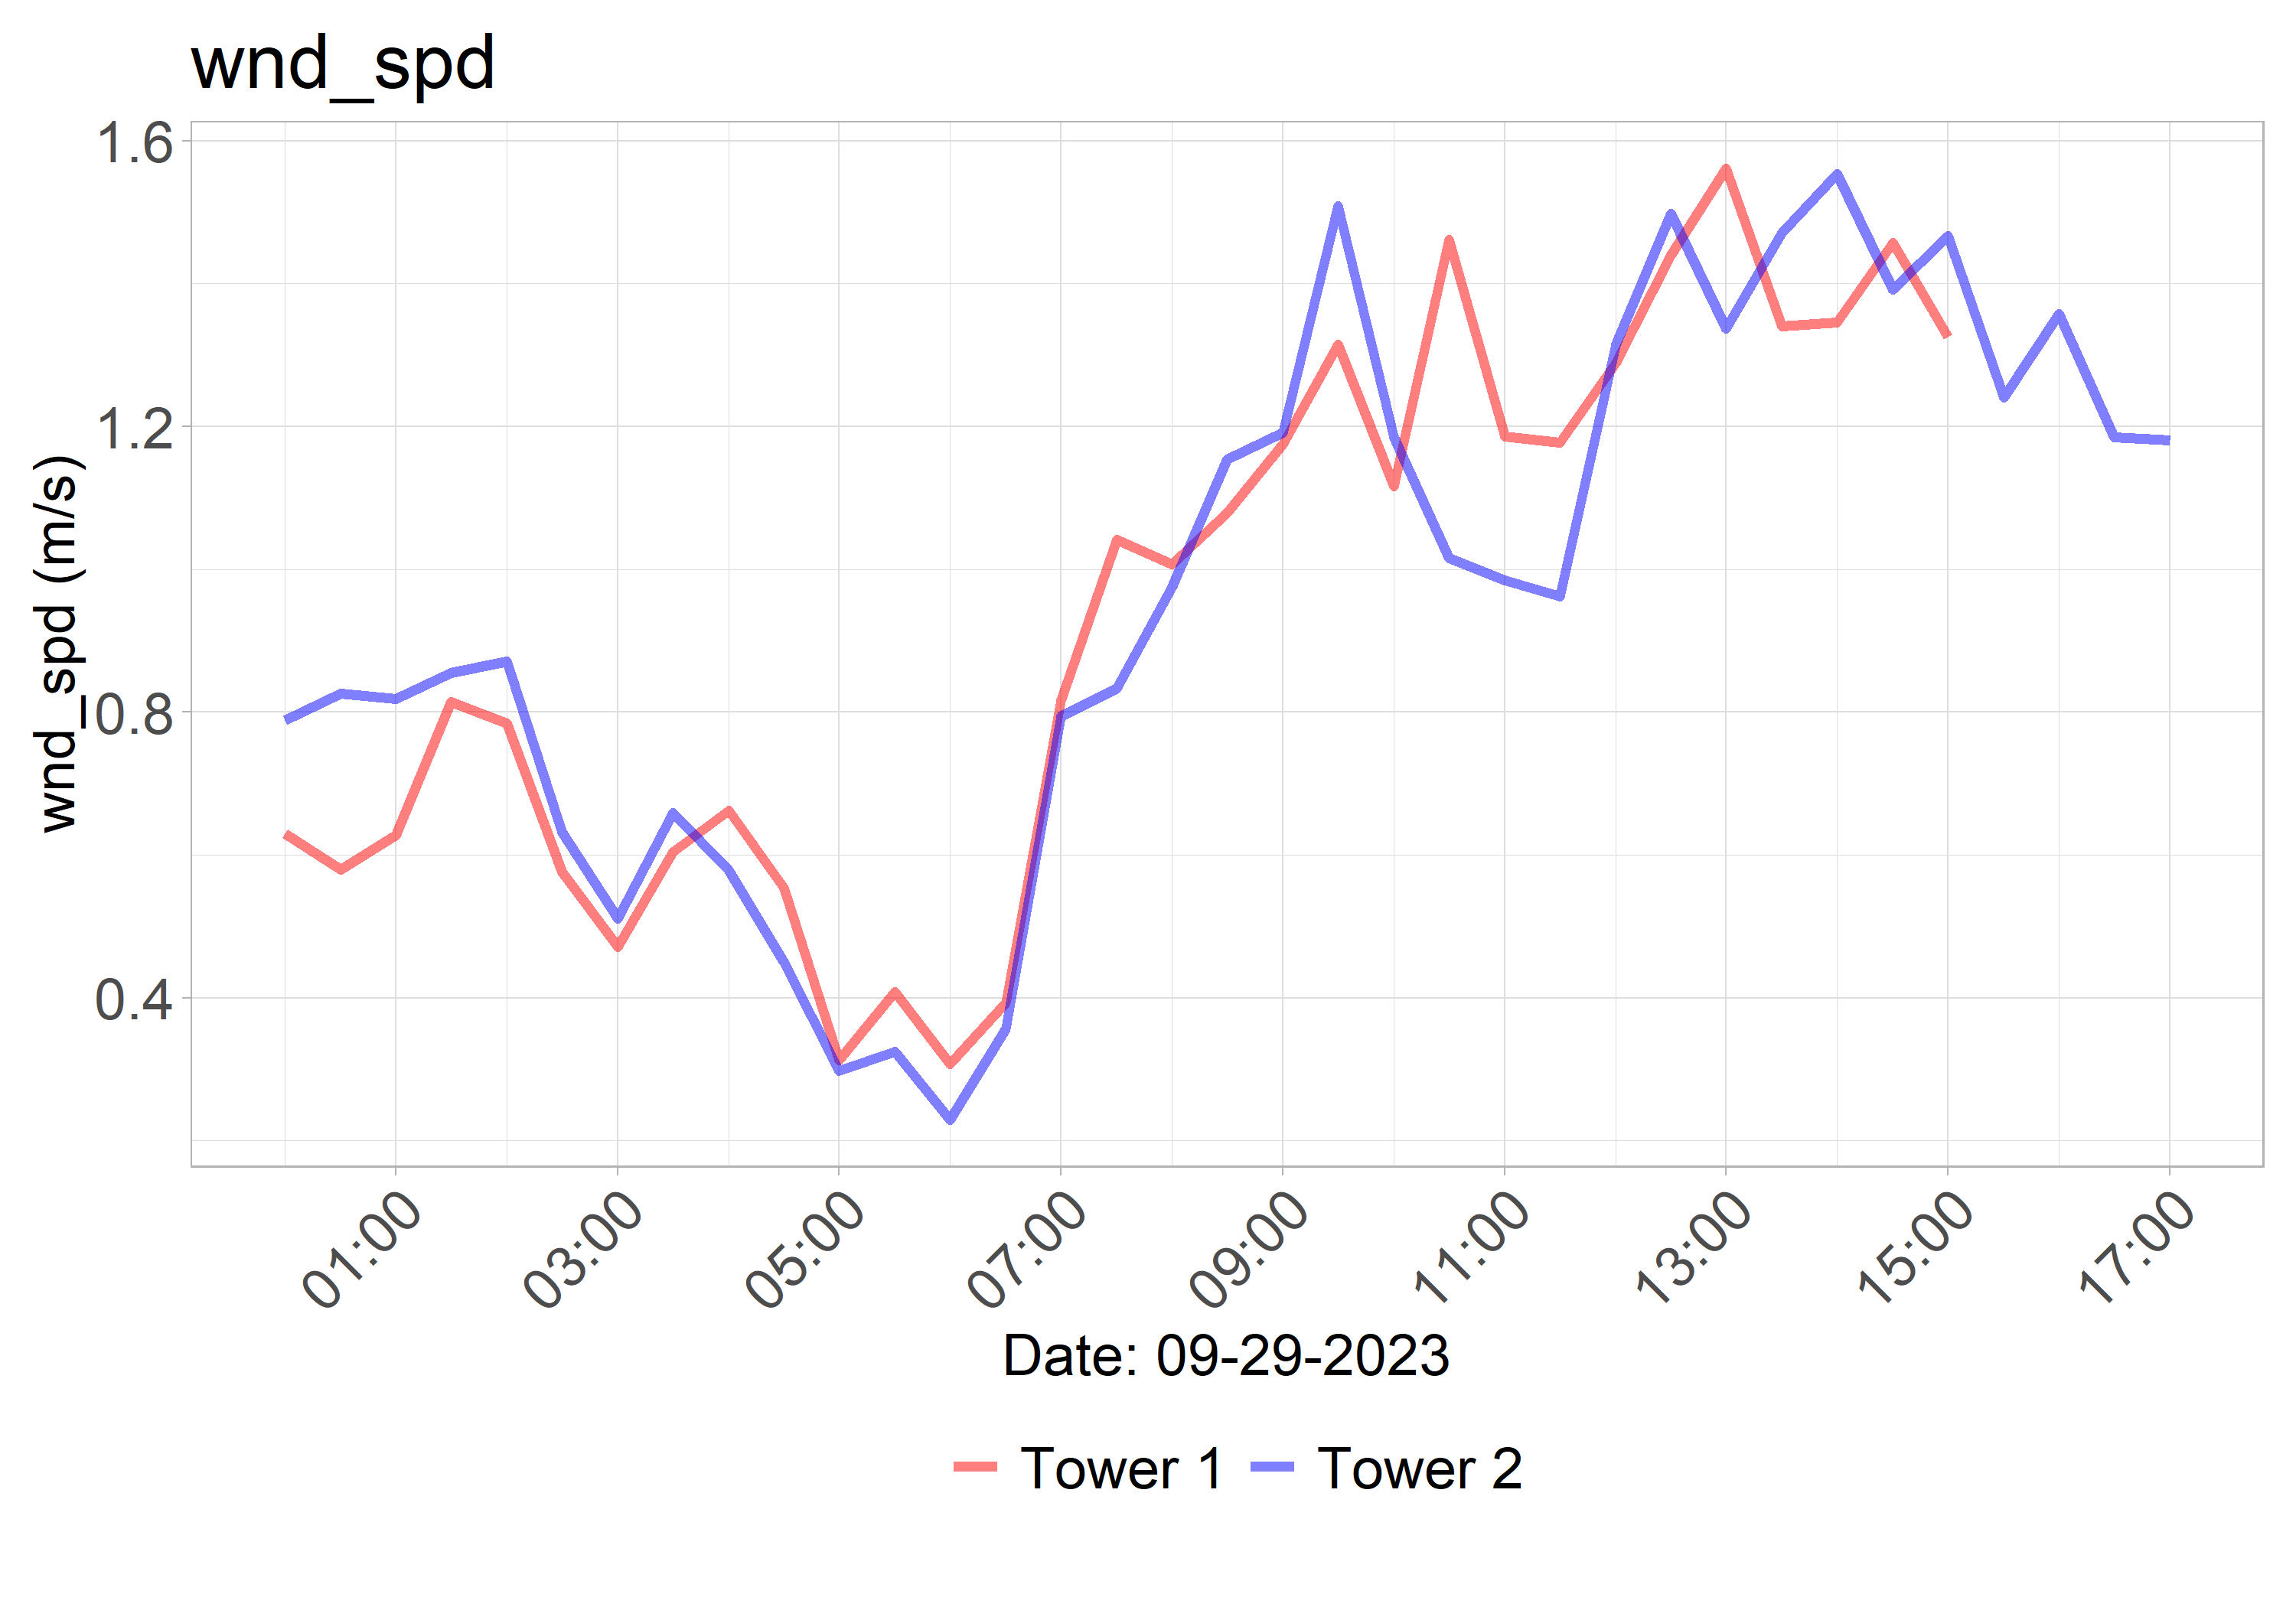 wnd_spd
1.6
1.2
0.8
0.4
wnd_spd (m/s)
01:00 03:00 05:00 07:00 09:00 11:00 13:00 15:00 17:00
Date: 09-29-2023
Tower 1 Tower 2